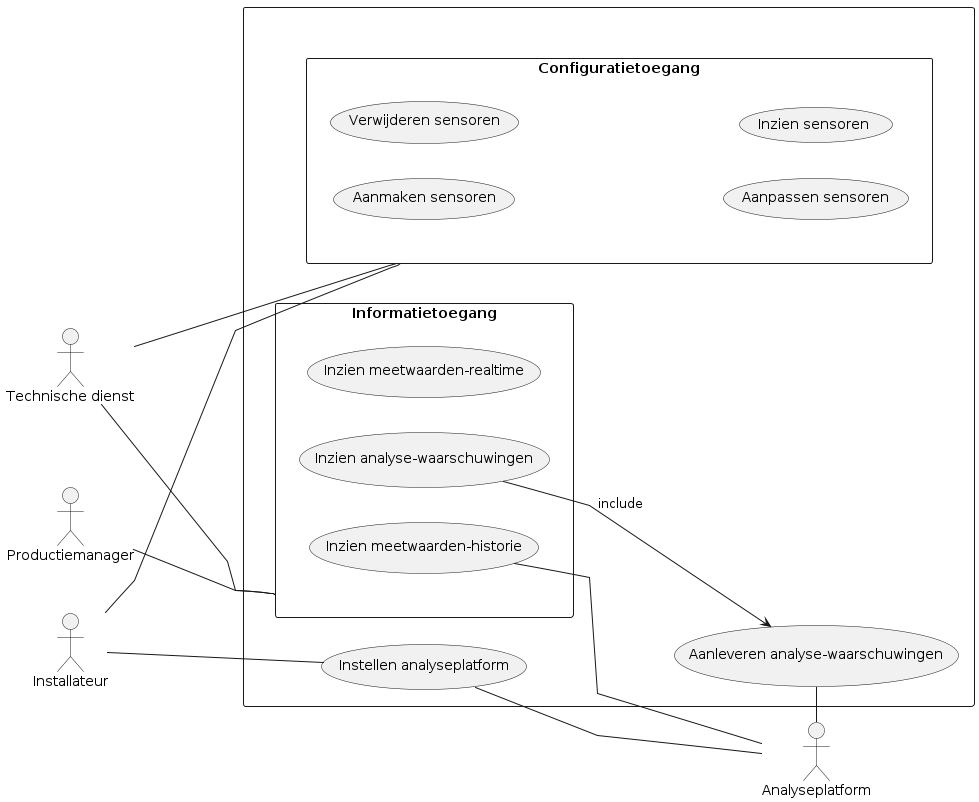 Configuratietoegang
Verwijderen sensoren
Inzien sensoren
Aanmaken sensoren
Aanpassen sensoren
Informatietoegang
Inzien meetwaarden-realtime
Technische dienst
Inzien analyse-waarschuwingen
include
Productiemanager
Inzien meetwaarden-historie
Installateur
Instellen analyseplatform
Aanleveren analyse-waarschuwingen
Analyseplatform